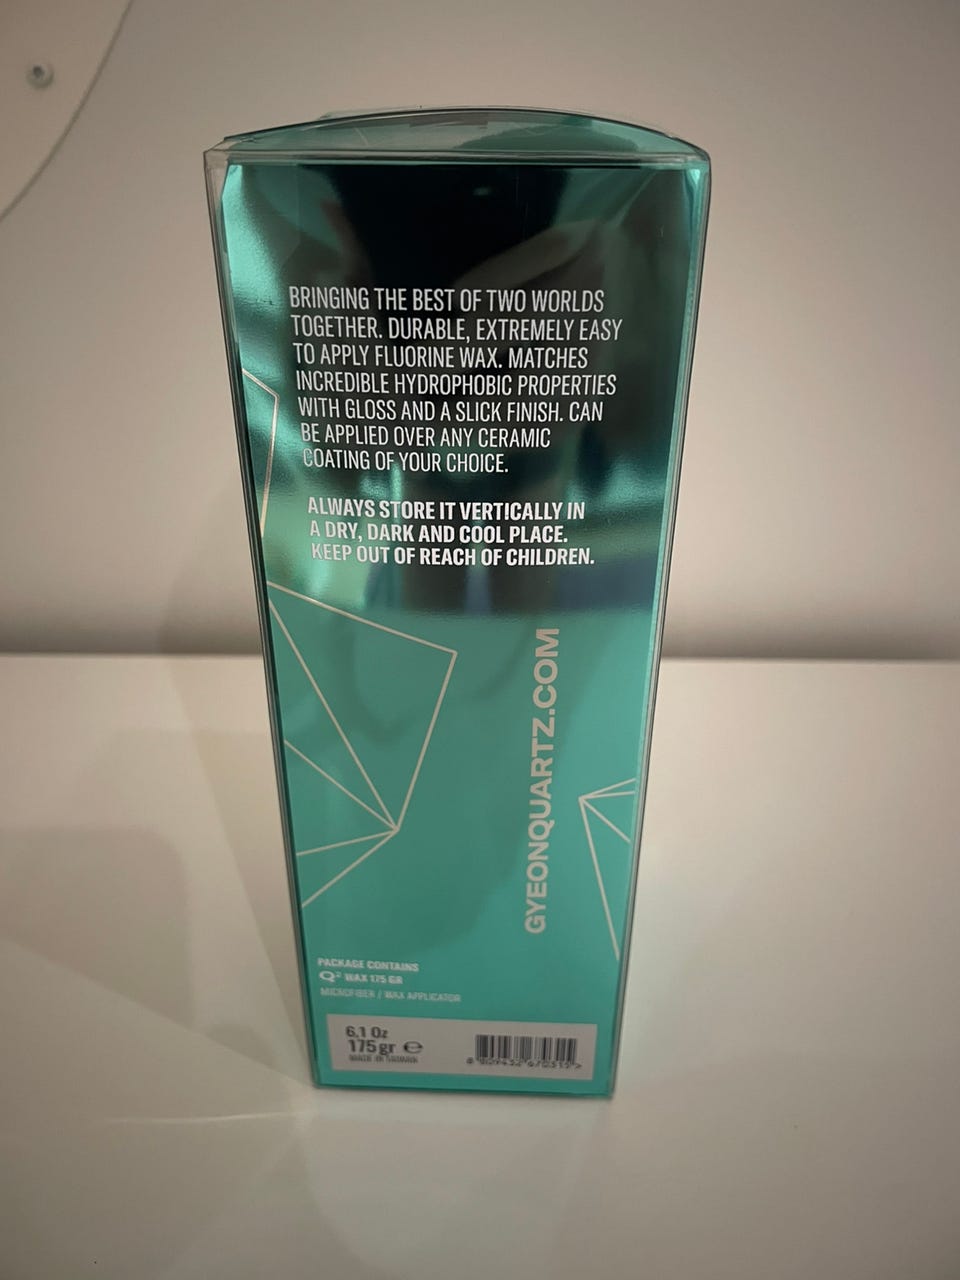 BRINGING THE BEST OF TWO WORLDS
TOGETHER. DURABLE, EXTREMELY EASY
TO APPLY FLUORINE WAX. MATCHES
INCREDIBLE HYDROPHOBIC PROPERTIES
WITH GLOSS AND A SLICK FINISH. CAN
BE APPLIED OVER ANY CERAMIC
COATING OF YOUR CHOICE.
ALWAYS STORE IT VERTICALLY IN
A DRY, DARK AND COOL PLACE.
KEEP OUT OF REACH OF CHILDREN.
GYEONQUARTZ.COM
PACKAGE CONTAINS
Q² WAX 175 GR
MICROFIBER / WAX APPLICATOR
6,1 Oz
175gr ℮
MADE IN